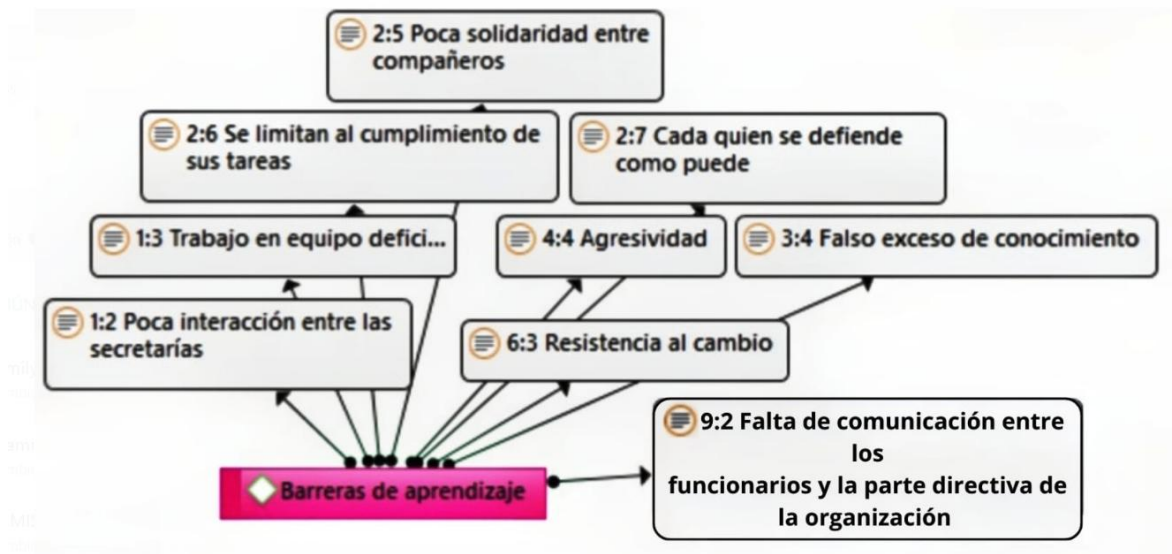 2:5 Poca solidaridad entre
compañeros
2:6 Se limitan al cumplimiento de
sus tareas
2:7 Cada quien se defiende
como puede
1:3 Trabajo en equipo defici...
4:4 Agresividad
3:4 Falso exceso de conocimiento
1:2 Poca interacción entre las
secretarías
6:3 Resistencia al cambio
9:2 Falta de comunicación entre
los
funcionarios y la parte directiva de
la organización
Barreras de aprendizaje